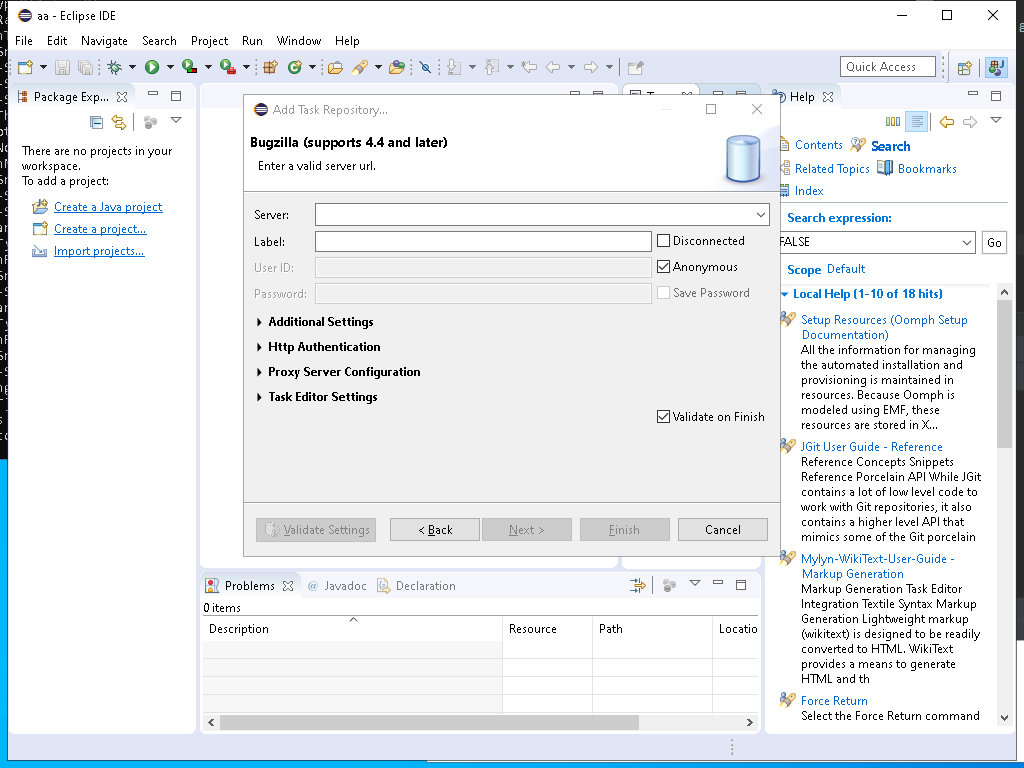 aa - Eclipse IDE
File Edit Navigate Search Project Run Window Help
Quick Access
Package Exp...
There are no projects in your
workspace.
To add a project:
Create a Java project
Create a project...
Import projects...
Add Task Repository...
Bugzilla (supports 4.4 and later)
Enter a valid server url.
Server:
Label:
Disconnected
User ID:
Anonymous
Password:
Save Password
Additional Settings
Http Authentication
Proxy Server Configuration
Task Editor Settings
Validate on Finish
Validate Settings
< Back
Next >
Finish
Cancel
Problems
Javadoc
Declaration
0 items
Description Resource Path Locatio
Help
Contents Search
Related Topics Bookmarks
Index
Search expression:
FALSE
Go
Scope Default
Local Help (1-10 of 18 hits)
Setup Resources (Oomph Setup
Documentation)
All the information for managing
the automated installation and
provisioning is maintained in
resources. Because Oomph is
modeled using EMF, these
resources are stored in X...
JGit User Guide - Reference
Reference Concepts Snippets
Reference Porcelain API While JGit
contains a lot of low level code to
work with Git repositories, it also
contains a higher level API that
mimics some of the Git porcelain
Mylyn-WikiText-User-Guide -
Markup Generation
Markup Generation Task Editor
Integration Textile Syntax Markup
Generation Lightweight markup
(wikitext) is designed to be readily
converted to HTML. WikiText
provides a means to generate
HTML and th
Force Return
Select the Force Return command